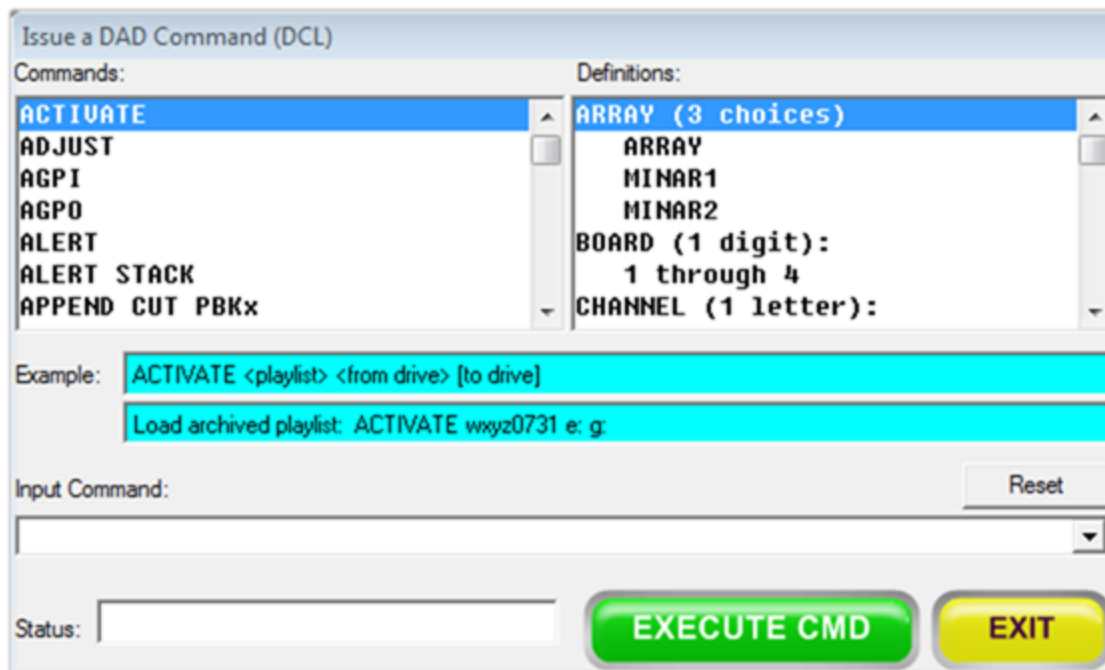 Issue a DAD Command (DCL)
Commands:
ACTIVATE
ADJUST
AGPI
AGPO
ALERT
ALERT STACK
APPEND CUT PBKx
Definitions:
ARRAY (3 choices)
ARRAY
MINAR1
MINAR2
BOARD (1 digit):
1 through 4
CHANNEL (1 letter):
Example:
ACTIVATE <playlist> <from drive> [to drive]
Load archived playlist: ACTIVATE wxyz0731 e: g:
Input Command:
Reset
Status:
EXECUTE CMD
EXIT